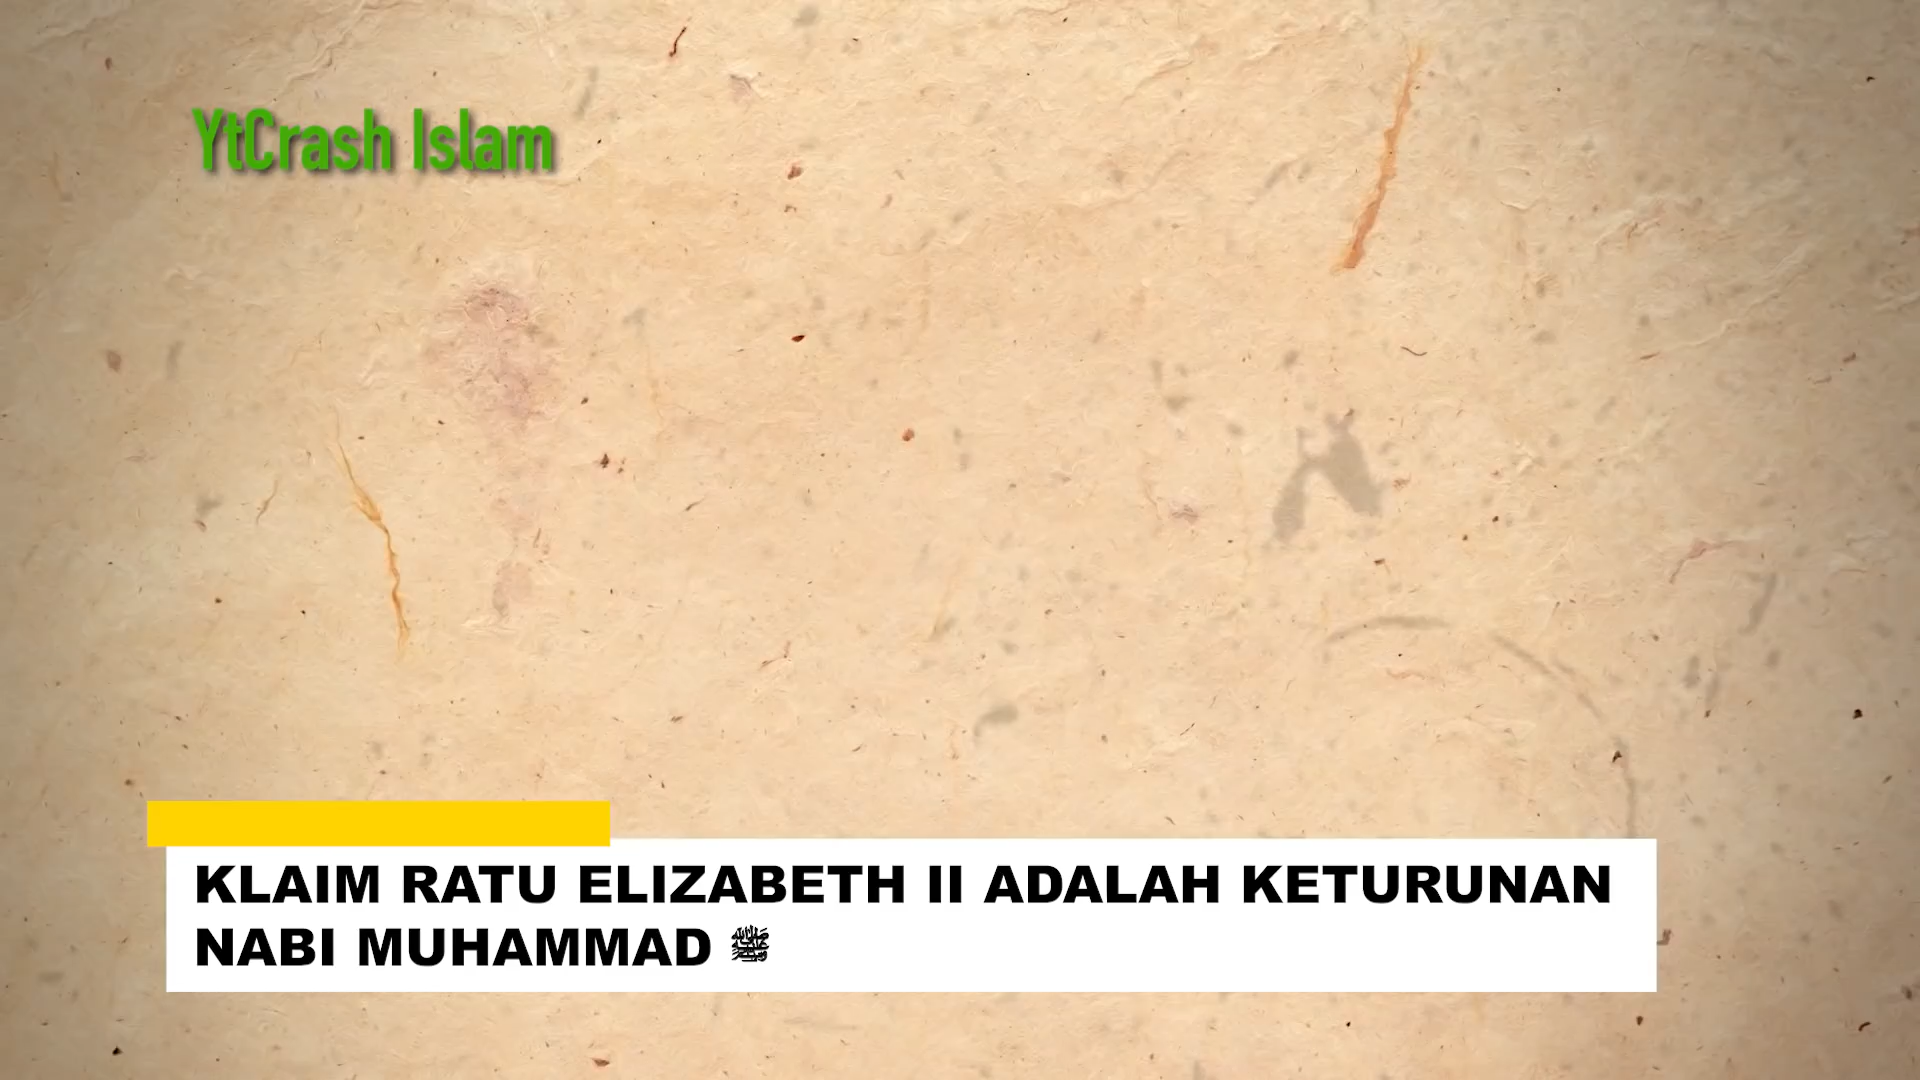 YtCrash Islam
KLAIM RATU ELIZABETH II ADALAH KETURUNAN
NABI MUHAMMAD ﷺ